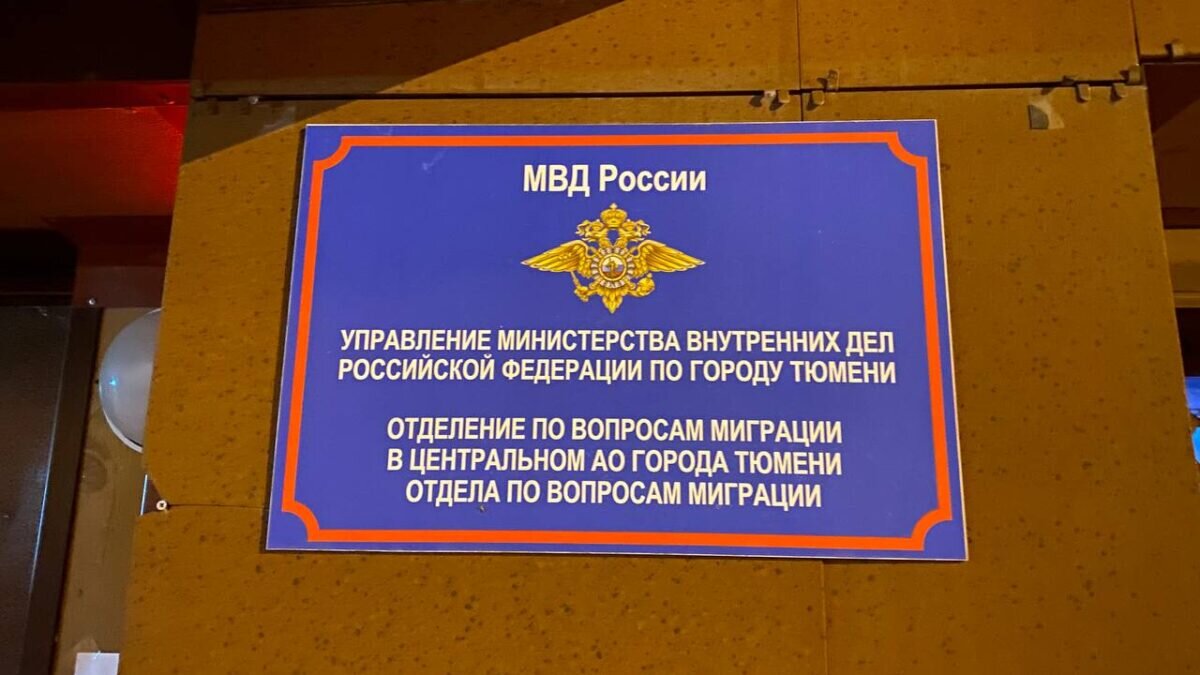 МВД России
УПРАВЛЕНИЕ МИНИСТЕРСТВА ВНУТРЕННИХ ДЕЛ
РОССИЙСКОЙ ФЕДЕРАЦИИ ПО ГОРОДУ ТЮМЕНИ
ОТДЕЛЕНИЕ ПО ВОПРОСАМ МИГРАЦИИ
В ЦЕНТРАЛЬНОМ АО ГОРОДА ТЮМЕНИ
ОТДЕЛА ПО ВОПРОСАМ МИГРАЦИИ